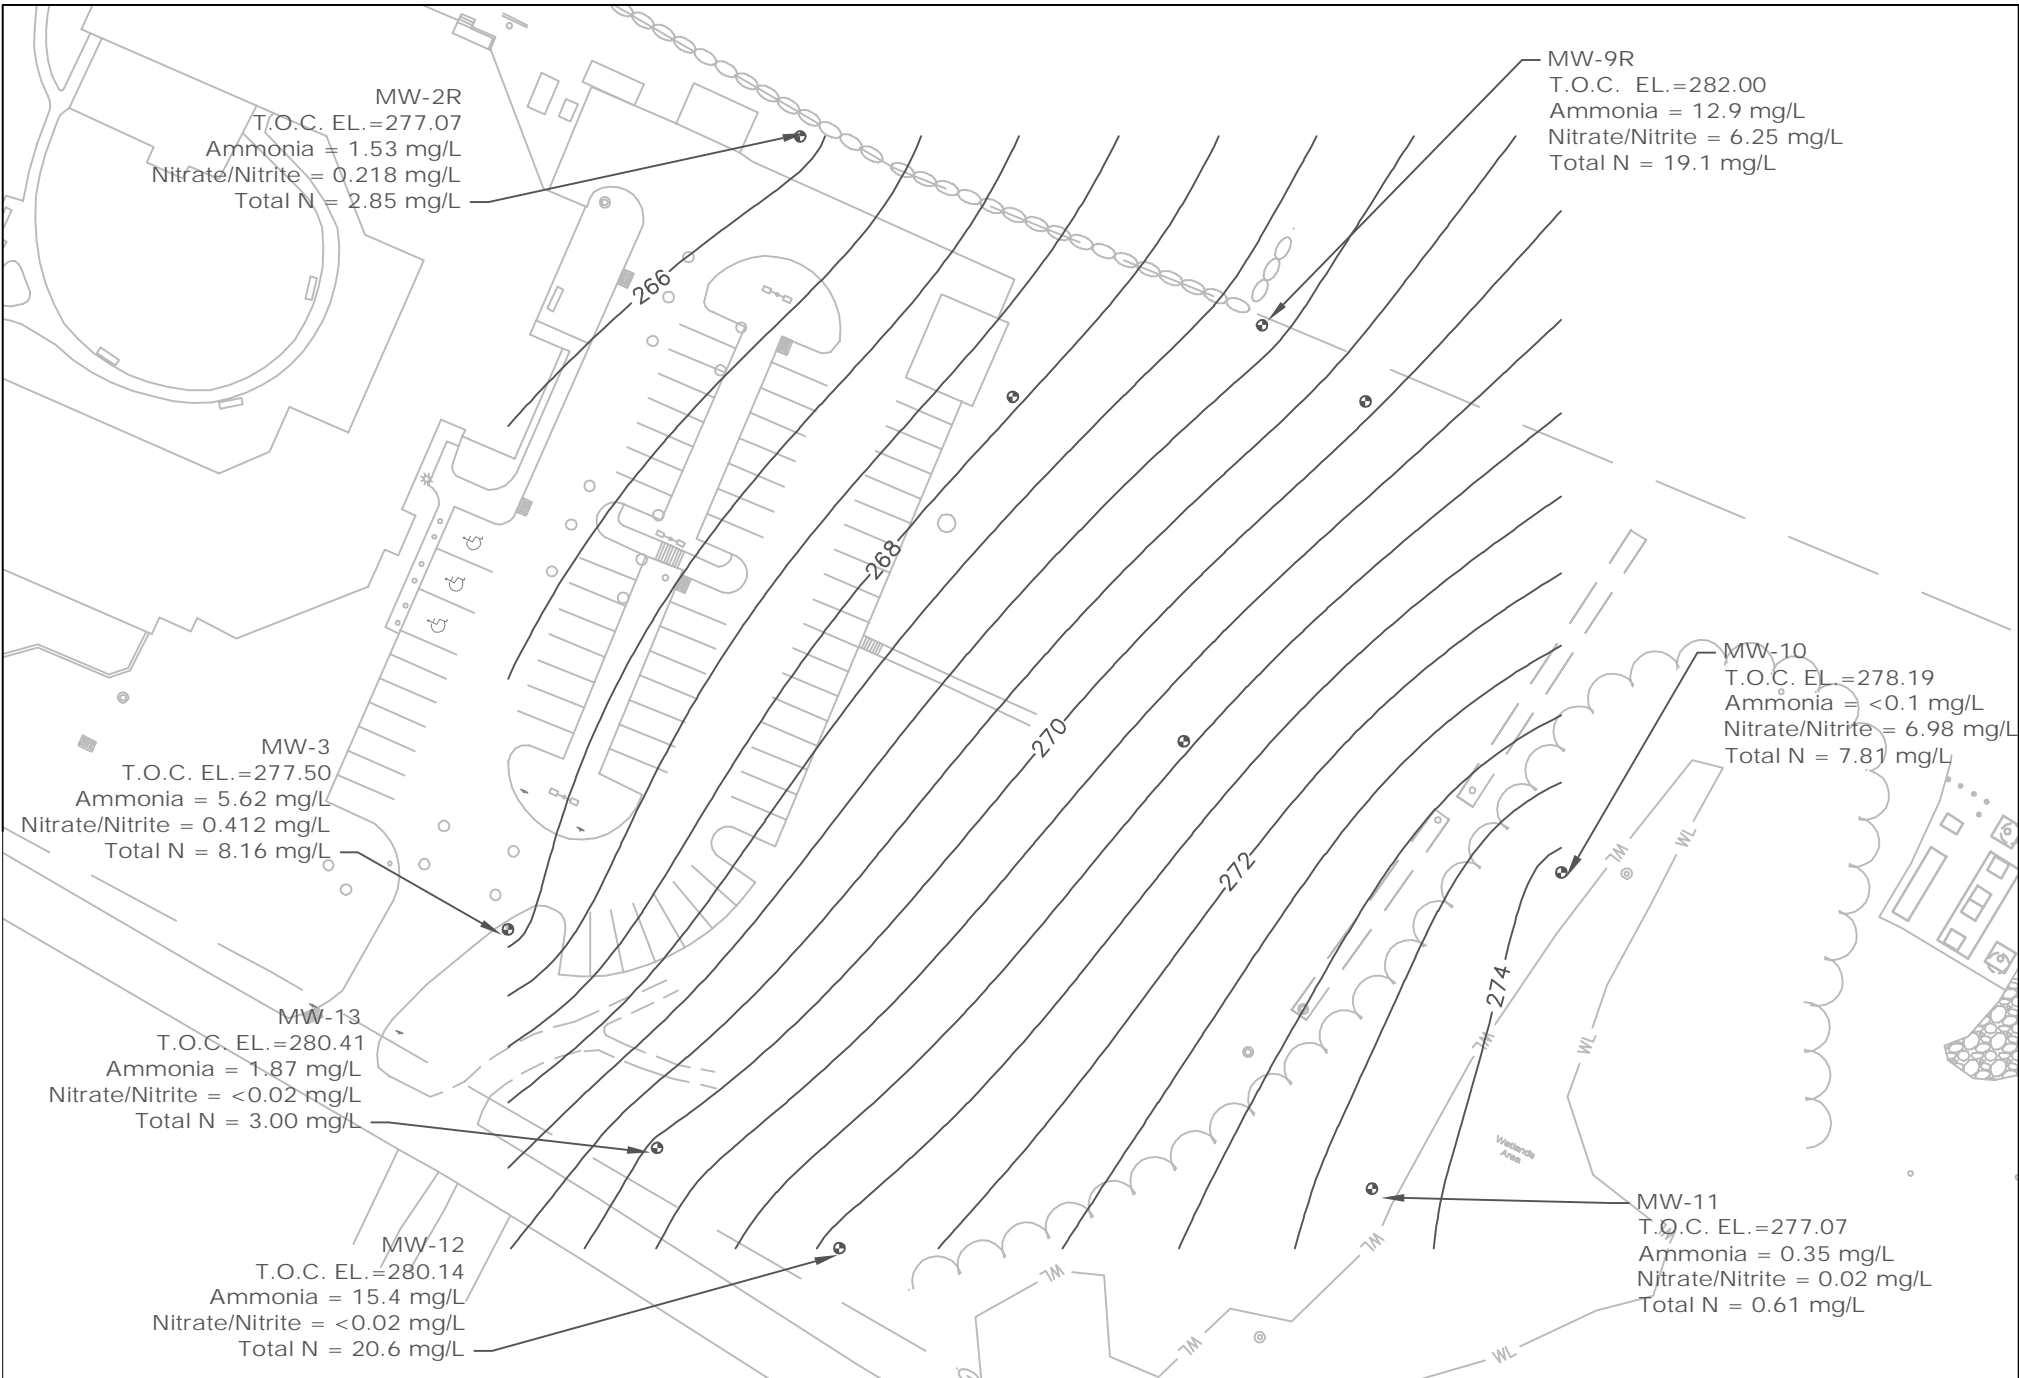 MW-2R
T.O.C. EL.=277.07
Ammonia = 1.53 mg/L
Nitrate/Nitrite = 0.218 mg/L
Total N = 2.85 mg/L
MW-9R
T.O.C. EL.=282.00
Ammonia = 12.9 mg/L
Nitrate/Nitrite = 6.25 mg/L
Total N = 19.1 mg/L
266
268
270
272
274
MW-10
T.O.C. EL.=278.19
Ammonia = <0.1 mg/L
Nitrate/Nitrite = 6.98 mg/L
Total N = 7.81 mg/L
MW-3
T.O.C. EL.=277.50
Ammonia = 5.62 mg/L
Nitrate/Nitrite = 0.412 mg/L
Total N = 8.16 mg/L
MW-13
T.O.C. EL.=280.41
Ammonia = 1.87 mg/L
Nitrate/Nitrite = <0.02 mg/L
Total N = 3.00 mg/L
MW-12
T.O.C. EL.=280.14
Ammonia = 15.4 mg/L
Nitrate/Nitrite = <0.02 mg/L
Total N = 20.6 mg/L
MW-11
T.O.C. EL.=277.07
Ammonia = 0.35 mg/L
Nitrate/Nitrite = 0.02 mg/L
Total N = 0.61 mg/L
Wetlands
Area
WL
WL
WL
WL
WL
WL
WL
WL
WL